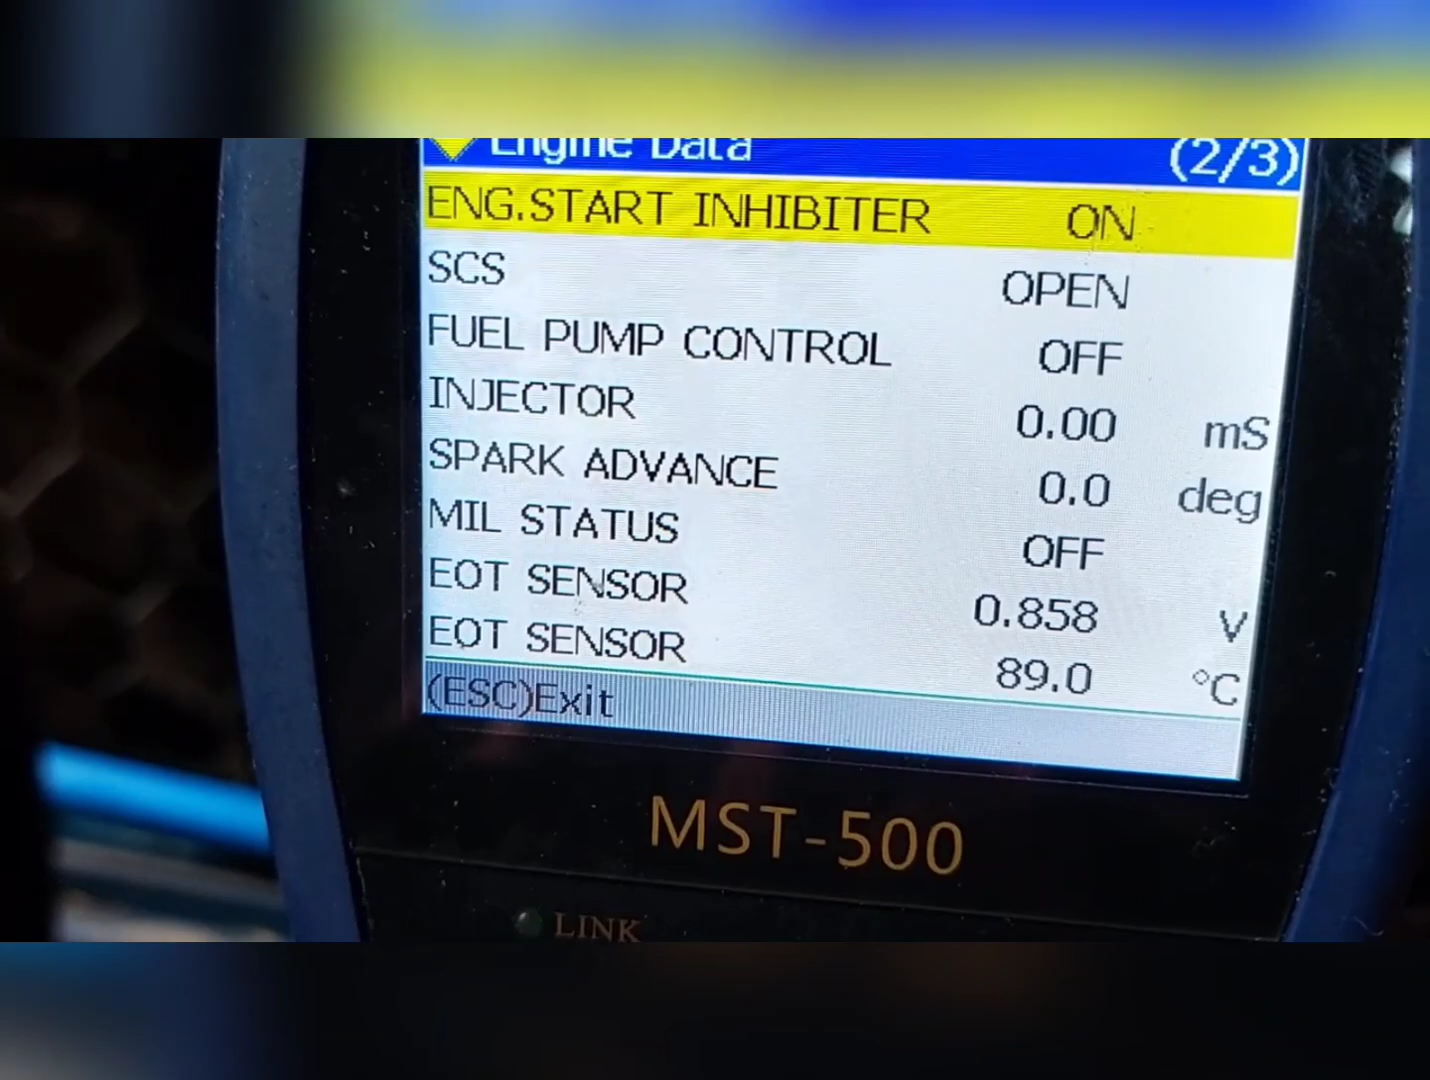 Engine Data (2/3)
ENG.START INHIBITER ON
SCS OPEN
FUEL PUMP CONTROL OFF
INJECTOR 0.00 mS
SPARK ADVANCE 0.0 deg
MIL STATUS OFF
EOT SENSOR 0.858 V
EOT SENSOR 89.0 °C
(ESC)Exit
MST-500
LINK